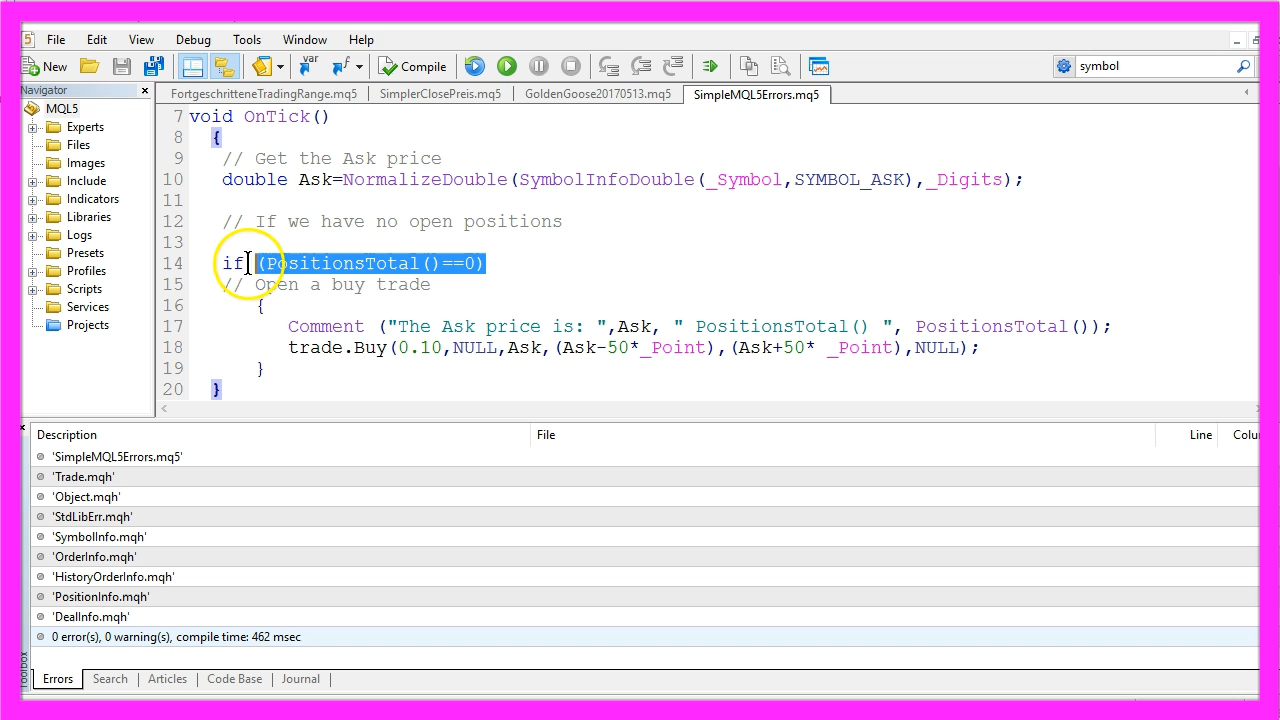 File Edit View Debug Tools Window Help
New Compile symbol
Navigator
FortgeschritteneTradingRange.mq5 SimplerClosePreis.mq5 GoldenGoose20170513.mq5 SimpleMQL5Errors.mq5
MQL5
Experts
Files
Images
Include
Indicators
Libraries
Logs
Presets
Profiles
Scripts
Services
Projects
7 void OnTick()
8 {
9 // Get the Ask price
10 double Ask=NormalizeDouble(SymbolInfoDouble(_Symbol,SYMBOL_ASK),_Digits);
11
12 // If we have no open positions
13
14 if (PositionsTotal()==0)
15 // Open a buy trade
16 {
17 Comment ("The Ask price is: ",Ask, " PositionsTotal() ", PositionsTotal());
18 trade.Buy(0.10,NULL,Ask,(Ask-50*_Point),(Ask+50* _Point),NULL);
19 }
20 }
Description File Line Colu
'SimpleMQL5Errors.mq5'
'Trade.mqh'
'Object.mqh'
'StdLibErr.mqh'
'SymbolInfo.mqh'
'OrderInfo.mqh'
'HistoryOrderInfo.mqh'
'PositionInfo.mqh'
'DealInfo.mqh'
0 error(s), 0 warning(s), compile time: 462 msec
Toolbox
Errors Search Articles Code Base Journal